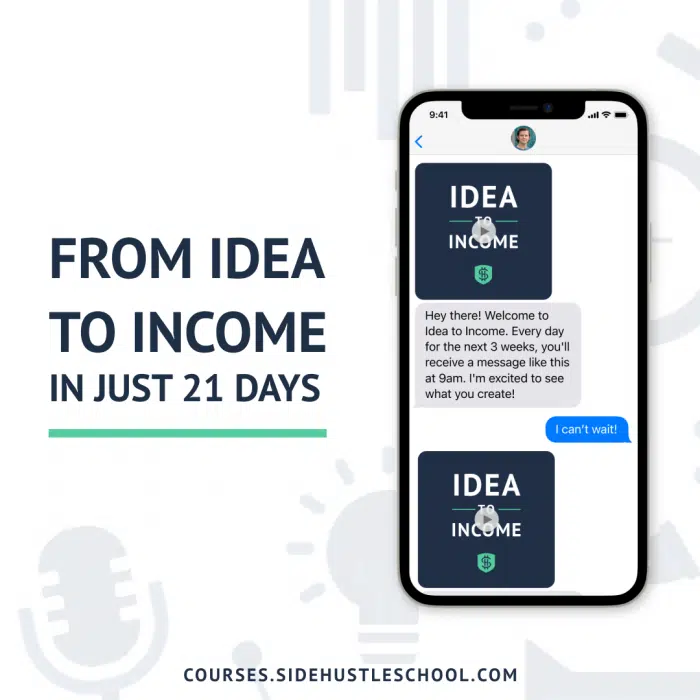 FROM IDEA
TO INCOME
IN JUST 21 DAYS
9:41
IDEA
TO
INCOME
Hey there! Welcome to
Idea to Income. Every day
for the next 3 weeks, you'll
receive a message like this
at 9am. I'm excited to see
what you create!
I can't wait!
IDEA
TO
INCOME
COURSES.SIDEHUSTLESCHOOL.COM